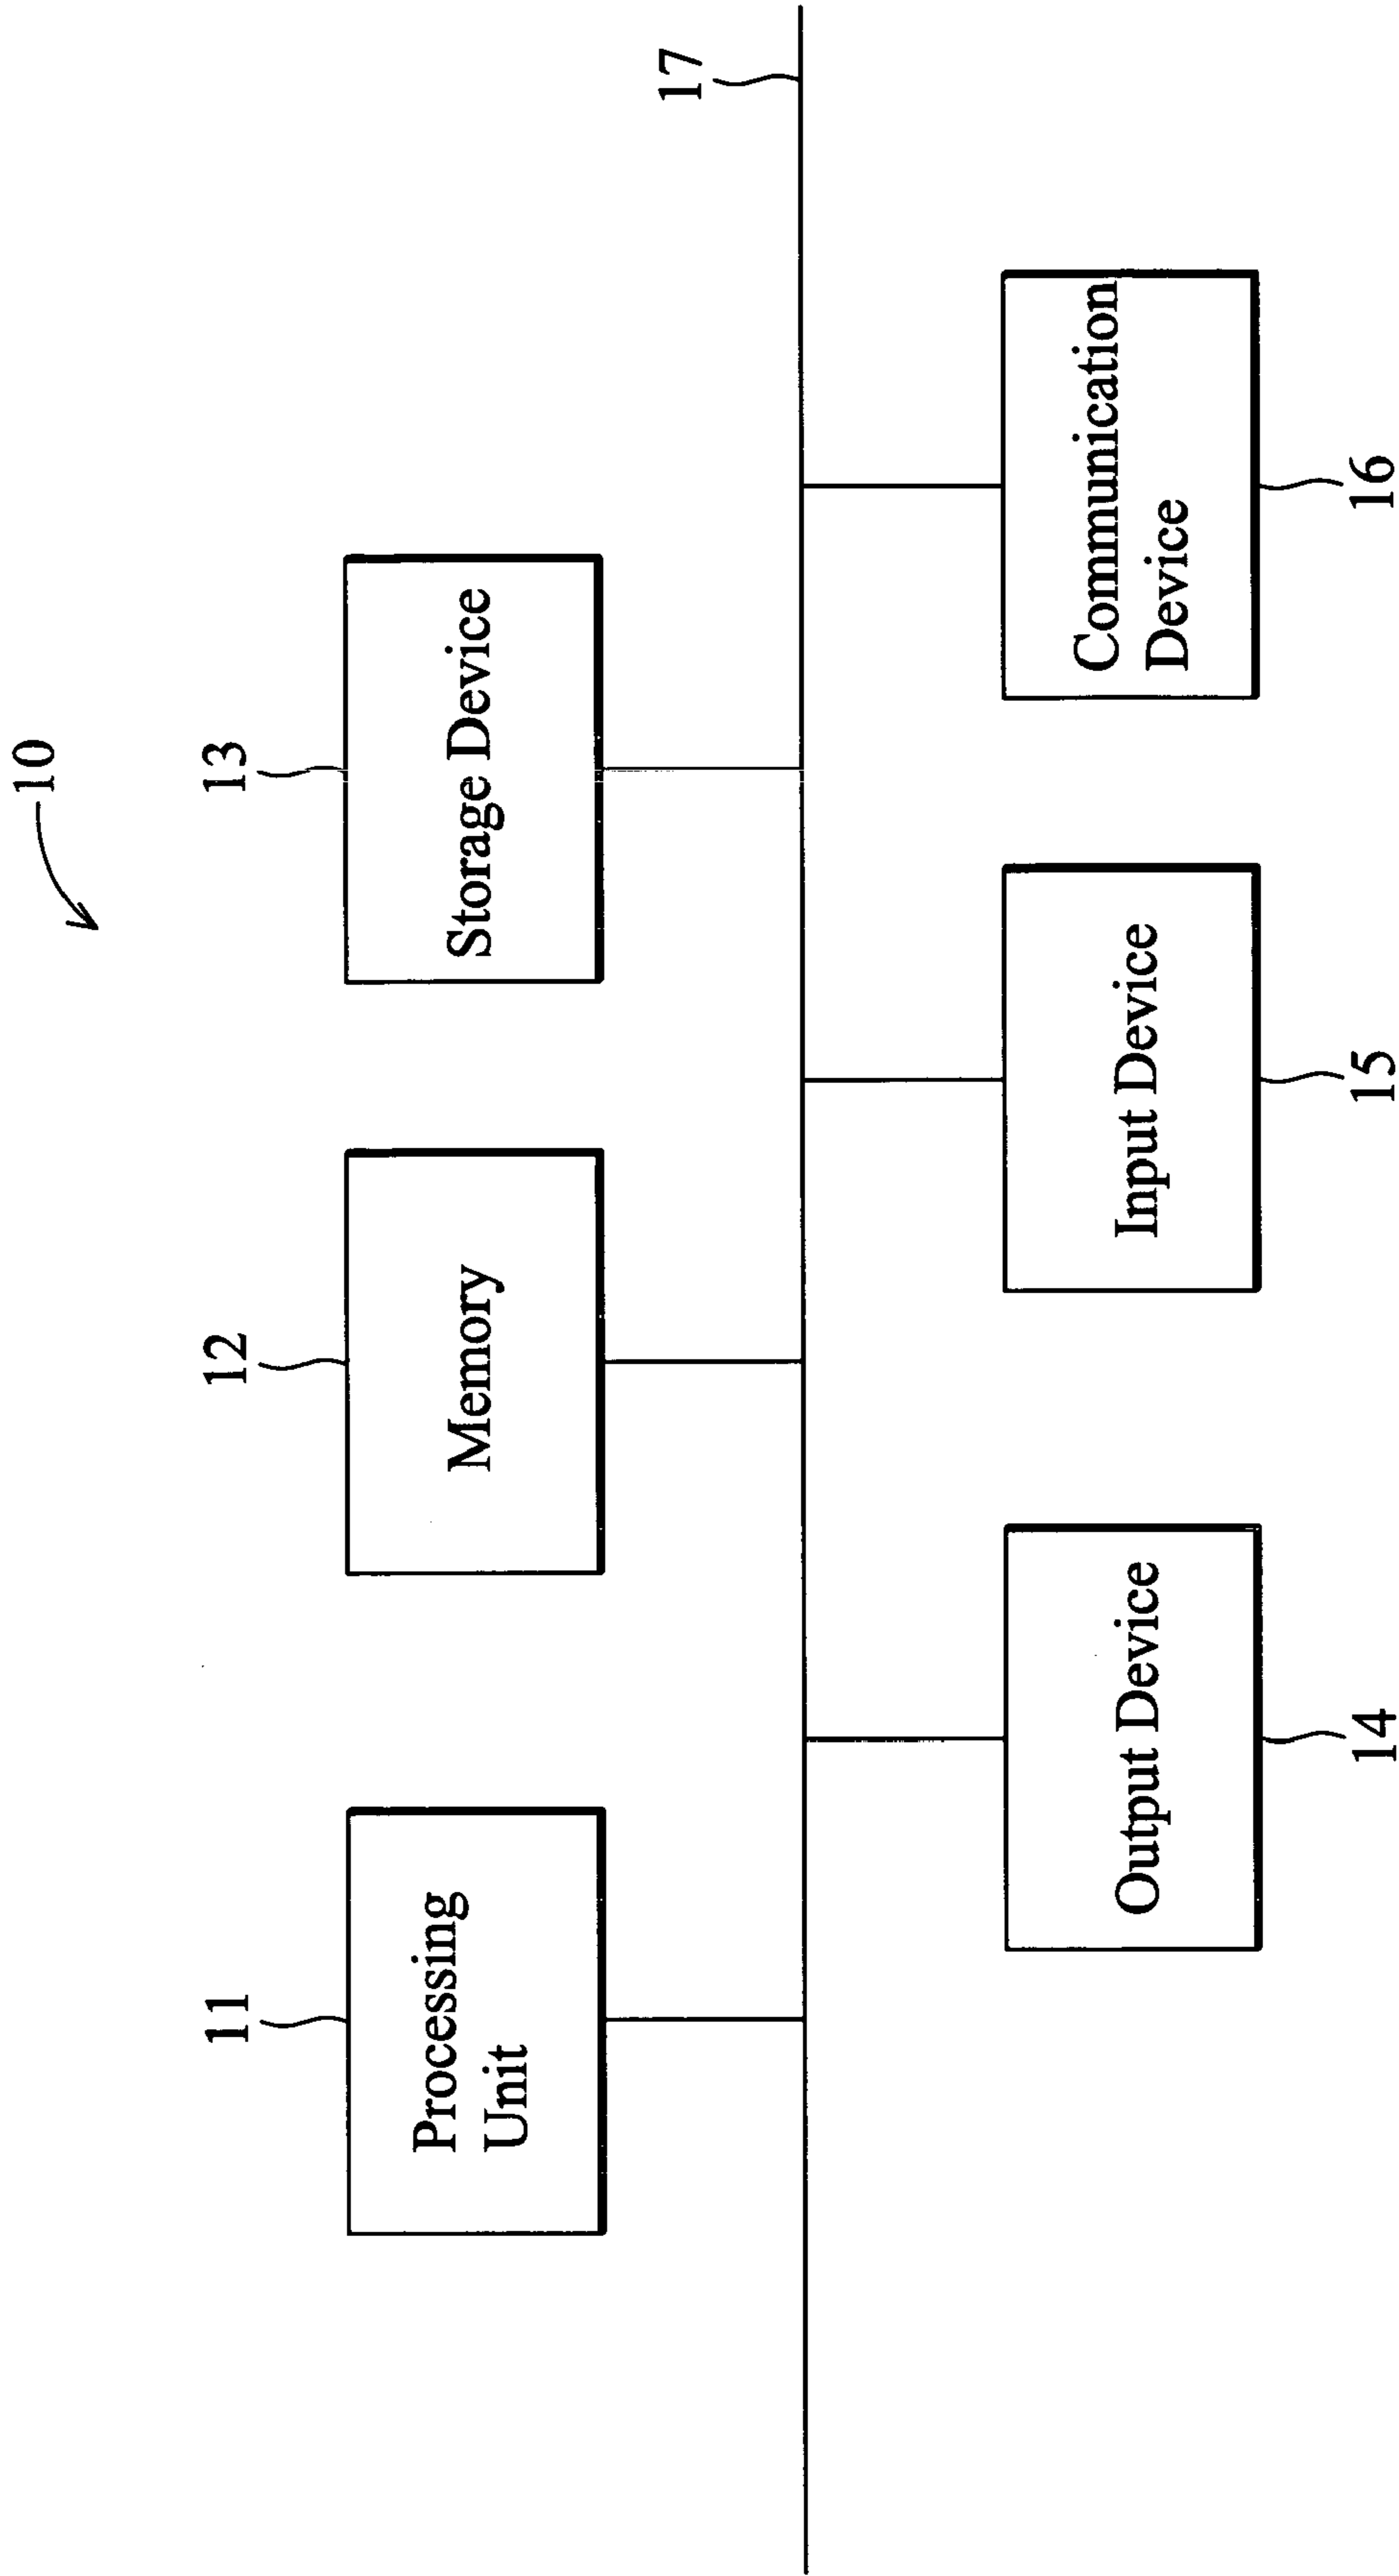 10
11
12
13
Processing
Unit
Memory
Storage Device
17
Output Device
Input Device
Communication
Device
14
15
16